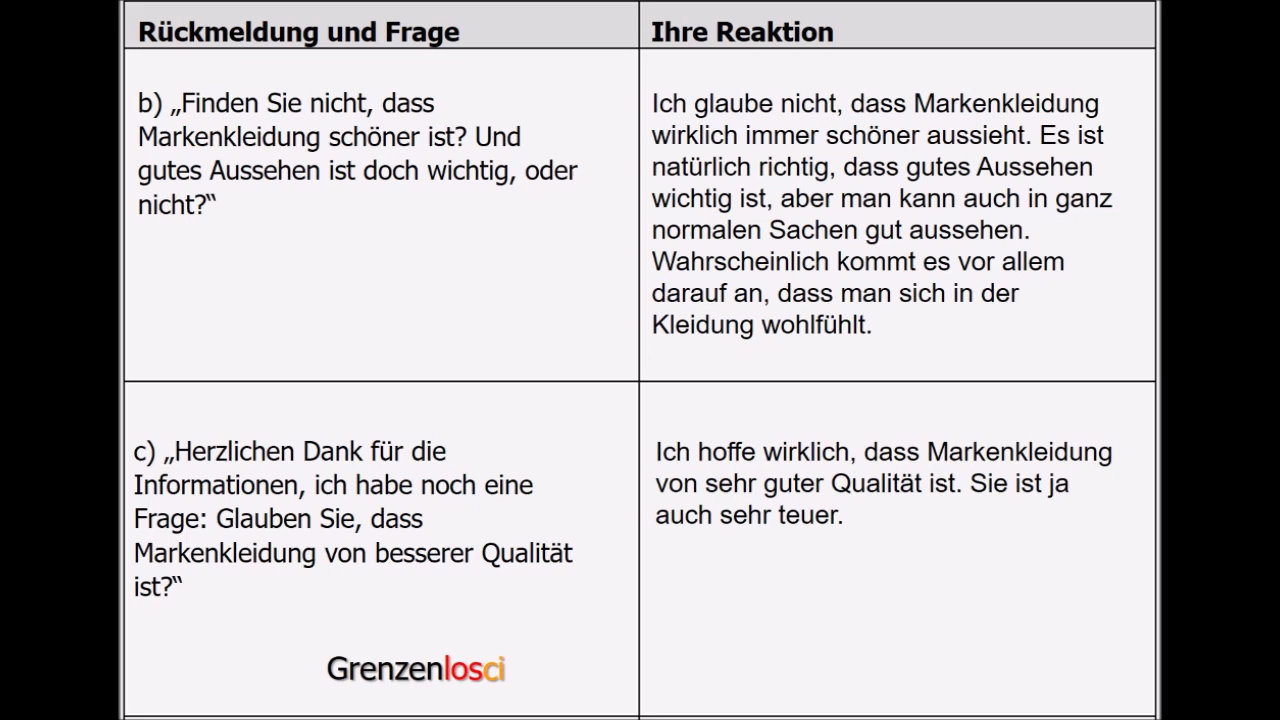 Rückmeldung und Frage
Ihre Reaktion
b) „Finden Sie nicht, dass
Markenkleidung schöner ist? Und
gutes Aussehen ist doch wichtig, oder
nicht?“
Ich glaube nicht, dass Markenkleidung
wirklich immer schöner aussieht. Es ist
natürlich richtig, dass gutes Aussehen
wichtig ist, aber man kann auch in ganz
normalen Sachen gut aussehen.
Wahrscheinlich kommt es vor allem
darauf an, dass man sich in der
Kleidung wohlfühlt.
c) „Herzlichen Dank für die
Informationen, ich habe noch eine
Frage: Glauben Sie, dass
Markenkleidung von besserer Qualität
ist?“
Ich hoffe wirklich, dass Markenkleidung
von sehr guter Qualität ist. Sie ist ja
auch sehr teuer.
Grenzenlosci